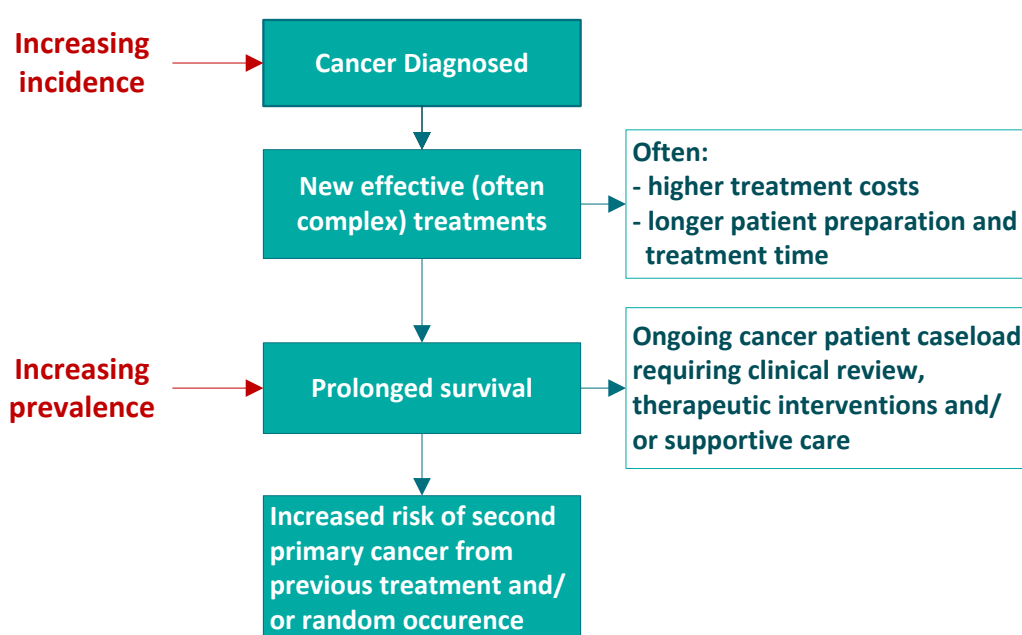 Increasing
incidence
Cancer Diagnosed
New effective (often
complex) treatments
Often:
- higher treatment costs
- longer patient preparation and
treatment time
Increasing
prevalence
Prolonged survival
Ongoing cancer patient caseload
requiring clinical review,
therapeutic interventions and/
or supportive care
Increased risk of second
primary cancer from
previous treatment and/
or random occurence